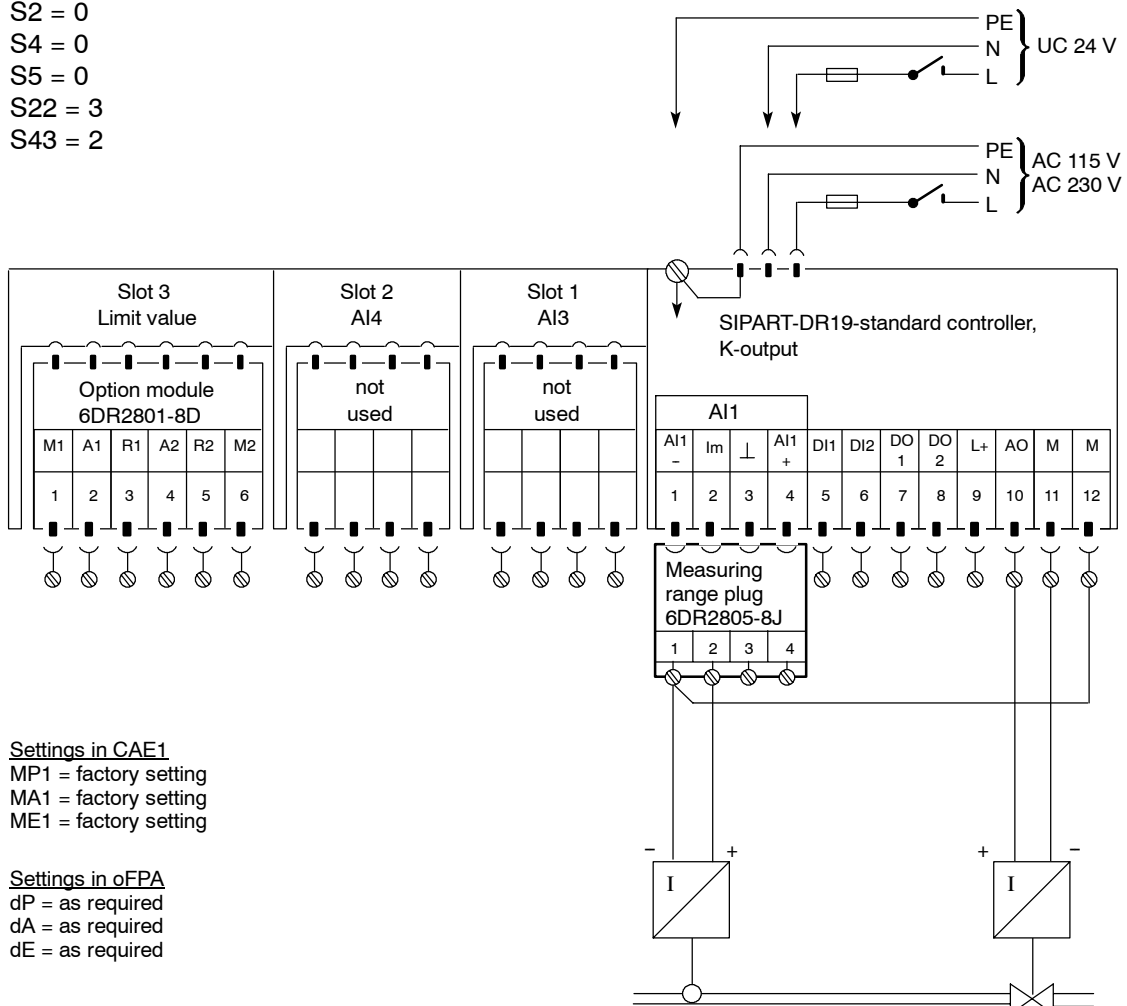 S2 = 0
S4 = 0
S5 = 0
S22 = 3
S43 = 2
PE
N
L
UC 24 V
PE
N
L
AC 115 V
AC 230 V
Slot 3
Limit value
Slot 2
AI4
Slot 1
AI3
SIPART-DR19-standard controller,
K-output
Option module
6DR2801-8D
not
used
not
used
AI1
M1 A1 R1 A2 R2 M2
1 2 3 4 5 6
AI1 – Im ⊥ AI1 + DI1 DI2 DO 1 DO 2 L+ AO M M
1 2 3 4 5 6 7 8 9 10 11 12
Measuring
range plug
6DR2805-8J
1 2 3 4
Settings in CAE1
MP1 = factory setting
MA1 = factory setting
ME1 = factory setting
– +
I
+ –
I
Settings in oFPA
dP = as required
dA = as required
dE = as required